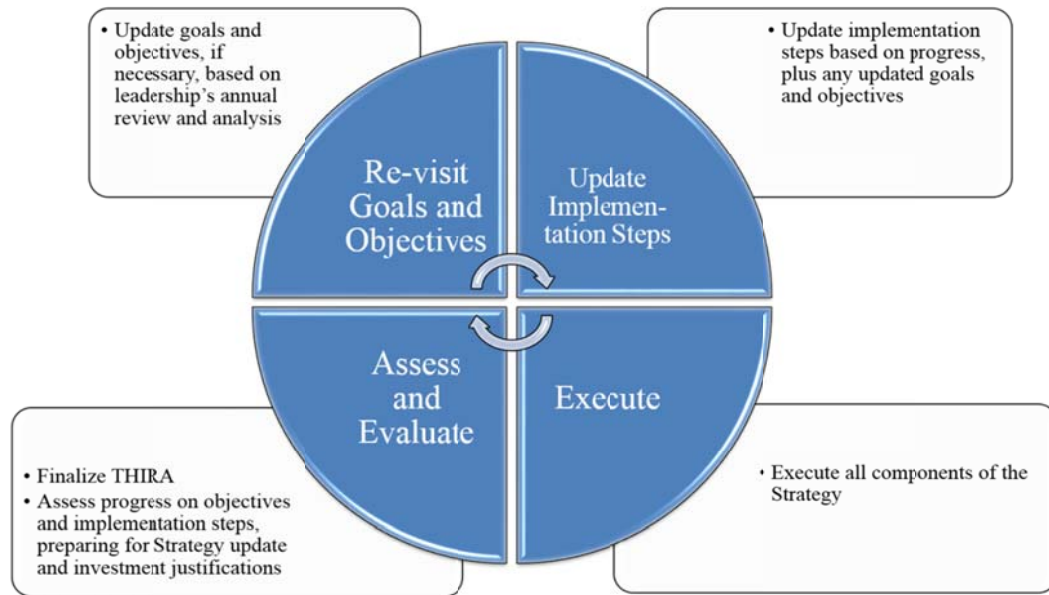 • Update goals and
objectives, if
necessary, based on
leadership's annual
review and analysis
• Update implementation
steps based on progress,
plus any updated goals
and objectives
Re-visit
Goals and
Objectives
Update
Implemen-
tation Steps
Assess
and
Evaluate
Execute
• Finalize THIRA
• Assess progress on objectives
and implementation steps,
preparing for Strategy update
and investment justifications
• Execute all components of the
Strategy